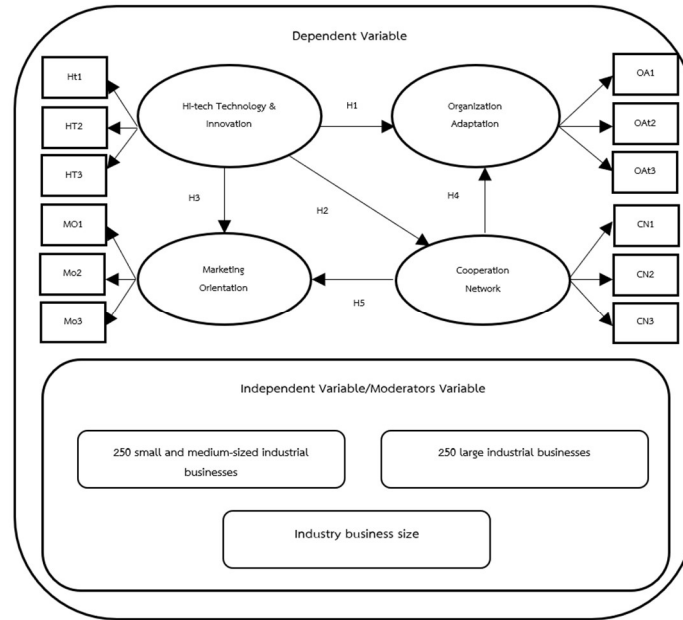 Dependent Variable
Ht1
HT2
HT3
Hi-tech Technology &
Innovation
H1
Organization
Adaptation
OA1
OAt2
OAt3
H3
H2
H4
MO1
Mo2
Mo3
Marketing
Orientation
H5
Cooperation
Network
CN1
CN2
CN3
Independent Variable/Moderators Variable
250 small and medium-sized industrial
businesses
250 large industrial businesses
Industry business size